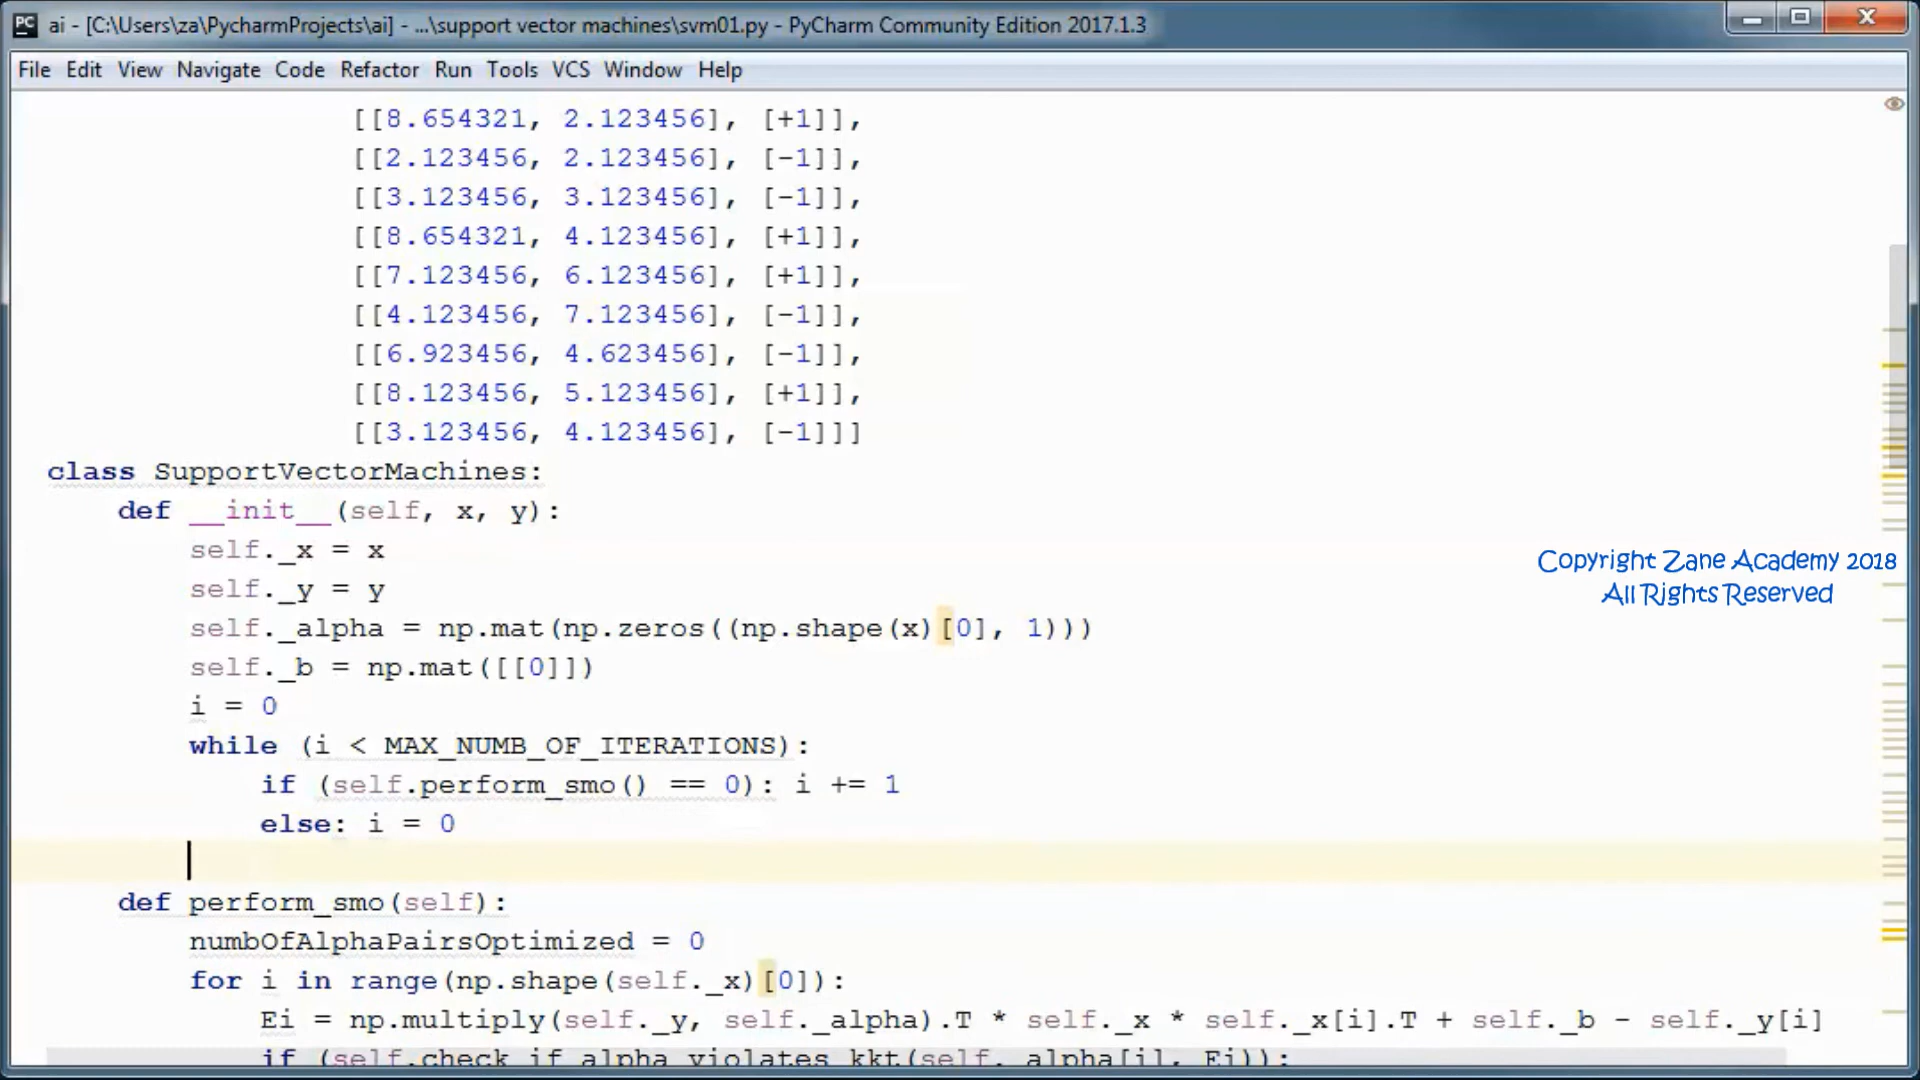 PC ai - [C:\Users\za\PycharmProjects\ai] - ...\support vector machines\svm01.py - PyCharm Community Edition 2017.1.3
File Edit View Navigate Code Refactor Run Tools VCS Window Help
[[8.654321, 2.123456], [+1]],
[[2.123456, 2.123456], [-1]],
[[3.123456, 3.123456], [-1]],
[[8.654321, 4.123456], [+1]],
[[7.123456, 6.123456], [+1]],
[[4.123456, 7.123456], [-1]],
[[6.923456, 4.623456], [-1]],
[[8.123456, 5.123456], [+1]],
[[3.123456, 4.123456], [-1]]]
class SupportVectorMachines:
def __init__(self, x, y):
self._x = x
self._y = y
self._alpha = np.mat(np.zeros((np.shape(x)[0], 1)))
self._b = np.mat([[0]])
i = 0
while (i < MAX_NUMB_OF_ITERATIONS):
if (self.perform_smo() == 0): i += 1
else: i = 0
def perform_smo(self):
numbOfAlphaPairsOptimized = 0
for i in range(np.shape(self._x)[0]):
Ei = np.multiply(self._y, self._alpha).T * self._x * self._x[i].T + self._b - self._y[i]
if (self.check_if_alpha_violates_kkt(self._alpha[i], Ei)):
Copyright Zane Academy 2018
All Rights Reserved